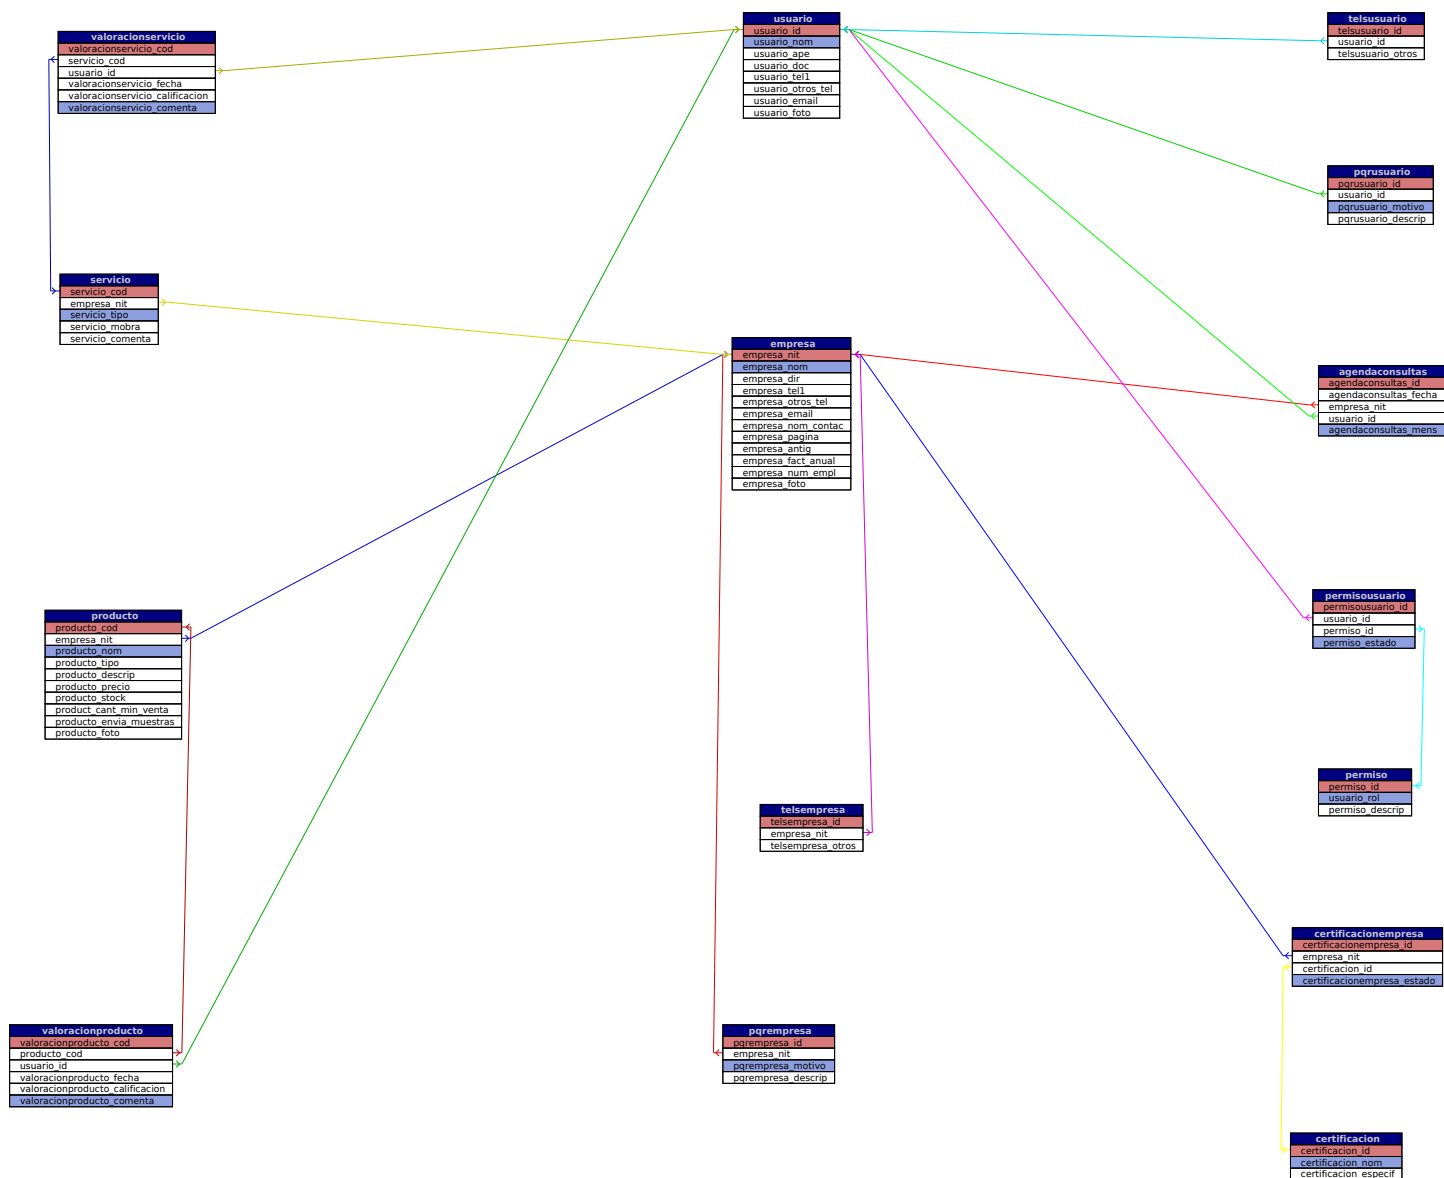 valoracionservicio
valoracionservicio_cod
servicio_cod
usuario_id
valoracionservicio_fecha
valoracionservicio_calificacion
valoracionservicio_comenta
usuario
usuario_id
usuario_nom
usuario_ape
usuario_doc
usuario_tel1
usuario_otros_tel
usuario_email
usuario_foto
telsusuario
telsusuario_id
usuario_id
telsusuario_otros
pqrusuario
pqrusuario_id
usuario_id
pqrusuario_motivo
pqrusuario_descrip
servicio
servicio_cod
empresa_nit
servicio_tipo
servicio_mobra
servicio_comenta
empresa
empresa_nit
empresa_nom
empresa_dir
empresa_tel1
empresa_otros_tel
empresa_email
empresa_nom_contac
empresa_pagina
empresa_antig
empresa_fact_anual
empresa_num_empl
empresa_foto
agendaconsultas
agendaconsultas_id
agendaconsultas_fecha
empresa_nit
usuario_id
agendaconsultas_mens
producto
producto_cod
empresa_nit
producto_nom
producto_tipo
producto_descrip
producto_precio
producto_stock
product_cant_min_venta
producto_envia_muestras
producto_foto
permisousuario
permisousuario_id
usuario_id
permiso_id
permiso_estado
permiso
permiso_id
usuario_rol
permiso_descrip
telsempresa
telsempresa_id
empresa_nit
telsempresa_otros
certificacionempresa
certificacionempresa_id
empresa_nit
certificacion_id
certificacionempresa_estado
valoracionproducto
valoracionproducto_cod
producto_cod
usuario_id
valoracionproducto_fecha
valoracionproducto_calificacion
valoracionproducto_comenta
pqrempresa
pqrempresa_id
empresa_nit
pqrempresa_motivo
pqrempresa_descrip
certificacion
certificacion_id
certificacion_nom
certificacion_especif